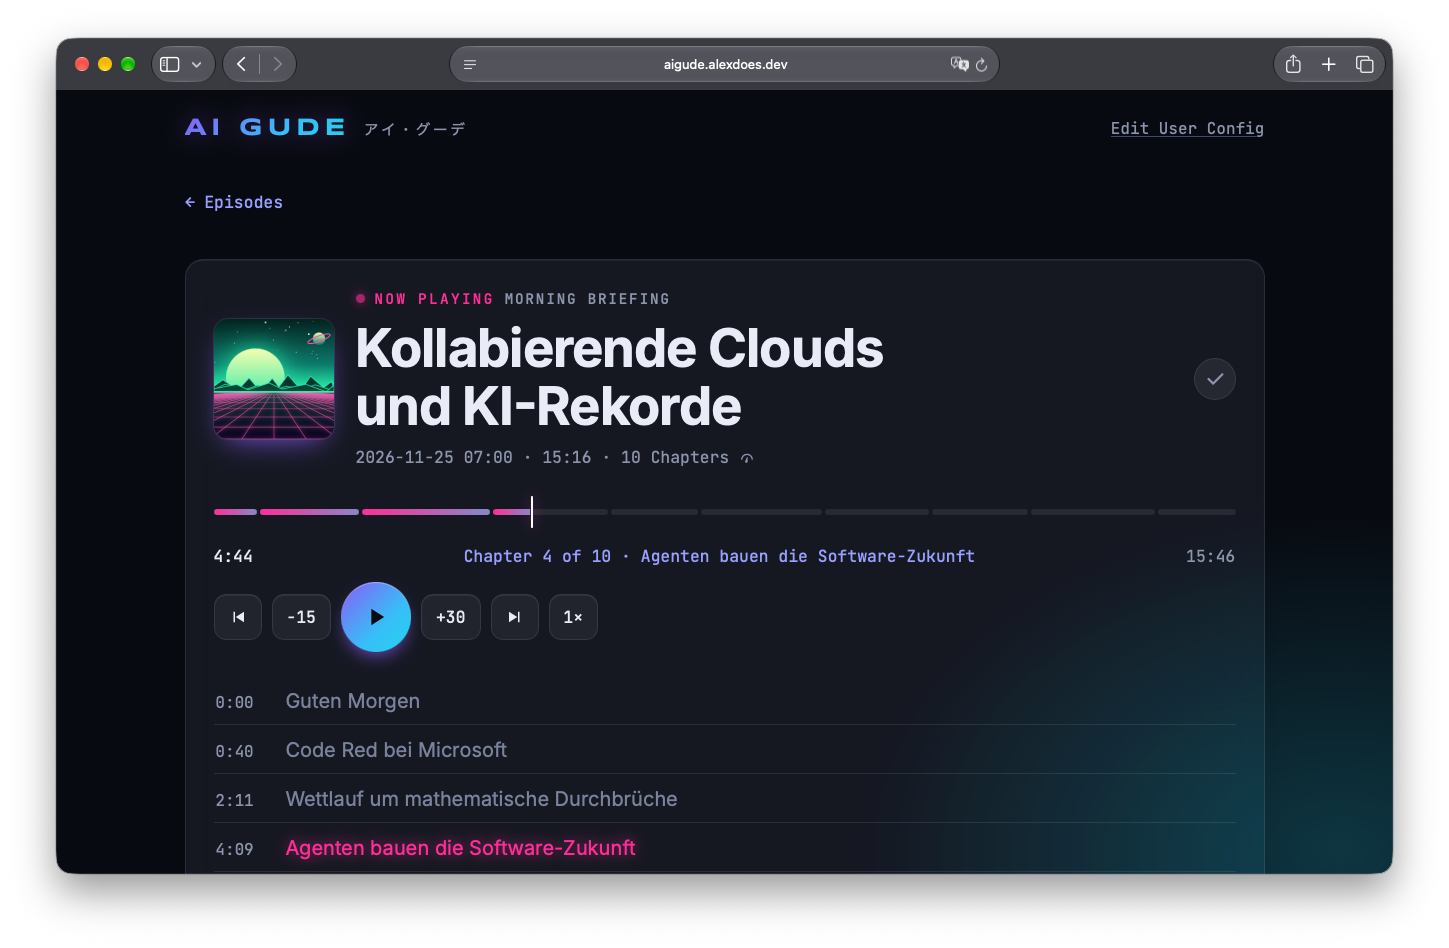 aigude.alexdoes.dev
AI GUDE アイ・グーデ
Edit User Config
← Episodes
NOW PLAYING MORNING BRIEFING
Kollabierende Clouds
und KI-Rekorde
2026-11-25 07:00 · 15:16 · 10 Chapters
4:44
Chapter 4 of 10 · Agenten bauen die Software-Zukunft
15:46
-15
+30
1×
0:00 Guten Morgen
0:40 Code Red bei Microsoft
2:11 Wettlauf um mathematische Durchbrüche
4:09 Agenten bauen die Software-Zukunft